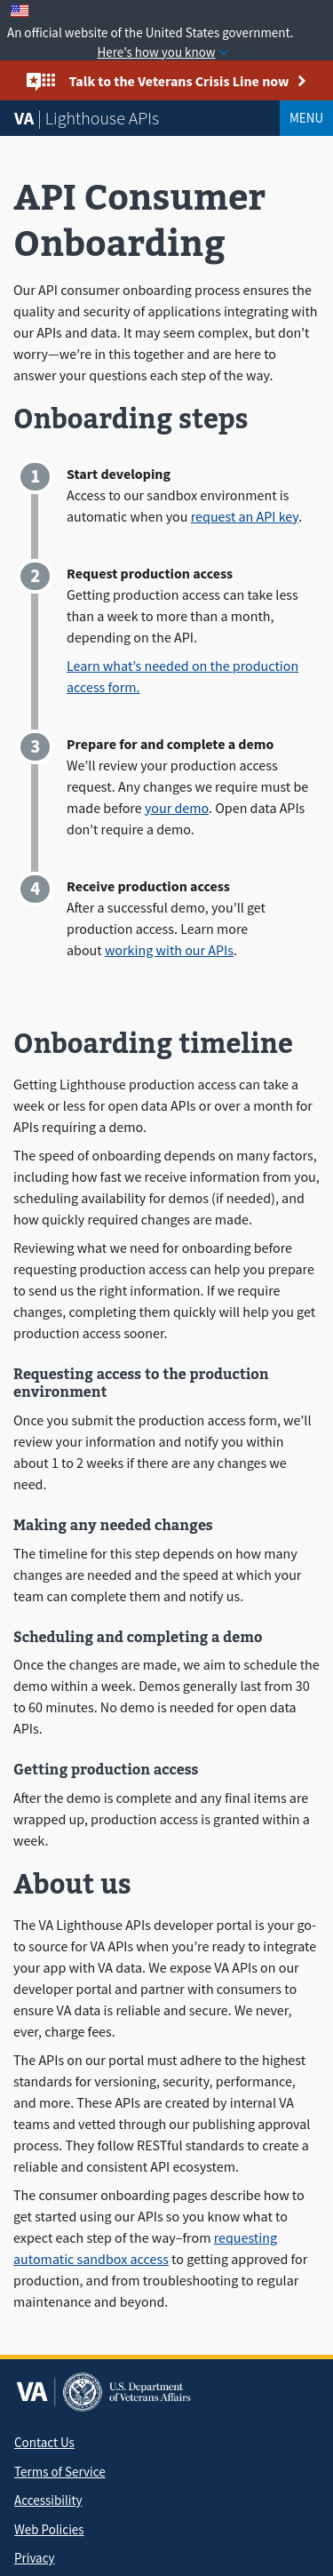 An official website of the United States government.
Here's how you know
Talk to the Veterans Crisis Line now
VA | Lighthouse APIs
MENU
API Consumer
Onboarding
Our API consumer onboarding process ensures the
quality and security of applications integrating with
our APIs and data. It may seem complex, but don’t
worry—we’re in this together and are here to
answer your questions each step of the way.
Onboarding steps
1
Start developing
Access to our sandbox environment is
automatic when you request an API key.
2
Request production access
Getting production access can take less
than a week to more than a month,
depending on the API.
Learn what’s needed on the production
access form.
3
Prepare for and complete a demo
We’ll review your production access
request. Any changes we require must be
made before your demo. Open data APIs
don’t require a demo.
4
Receive production access
After a successful demo, you’ll get
production access. Learn more
about working with our APIs.
Onboarding timeline
Getting Lighthouse production access can take a
week or less for open data APIs or over a month for
APIs requiring a demo.
The speed of onboarding depends on many factors,
including how fast we receive information from you,
scheduling availability for demos (if needed), and
how quickly required changes are made.
Reviewing what we need for onboarding before
requesting production access can help you prepare
to send us the right information. If we require
changes, completing them quickly will help you get
production access sooner.
Requesting access to the production
environment
Once you submit the production access form, we’ll
review your information and notify you within
about 1 to 2 weeks if there are any changes we
need.
Making any needed changes
The timeline for this step depends on how many
changes are needed and the speed at which your
team can complete them and notify us.
Scheduling and completing a demo
Once the changes are made, we aim to schedule the
demo within a week. Demos generally last from 30
to 60 minutes. No demo is needed for open data
APIs.
Getting production access
After the demo is complete and any final items are
wrapped up, production access is granted within a
week.
About us
The VA Lighthouse APIs developer portal is your go-
to source for VA APIs when you’re ready to integrate
your app with VA data. We expose VA APIs on our
developer portal and partner with consumers to
ensure VA data is reliable and secure. We never,
ever, charge fees.
The APIs on our portal must adhere to the highest
standards for versioning, security, performance,
and more. These APIs are created by internal VA
teams and vetted through our publishing approval
process. They follow RESTful standards to create a
reliable and consistent API ecosystem.
The consumer onboarding pages describe how to
get started using our APIs so you know what to
expect each step of the way–from requesting
automatic sandbox access to getting approved for
production, and from troubleshooting to regular
maintenance and beyond.
VA
U.S. Department
of Veterans Affairs
Contact Us
Terms of Service
Accessibility
Web Policies
Privacy